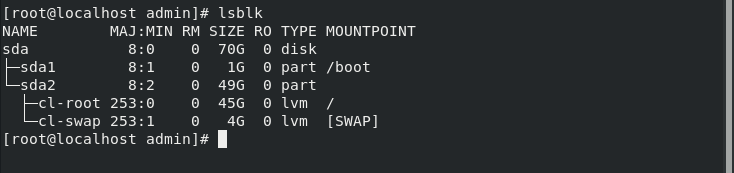 [root@localhost admin]# lsblk
NAME        MAJ:MIN RM SIZE RO TYPE MOUNTPOINT
sda           8:0    0  70G  0 disk
├─sda1        8:1    0   1G  0 part /boot
└─sda2        8:2    0  49G  0 part
  ├─cl-root 253:0    0  45G  0 lvm  /
  └─cl-swap 253:1    0   4G  0 lvm  [SWAP]
[root@localhost admin]#